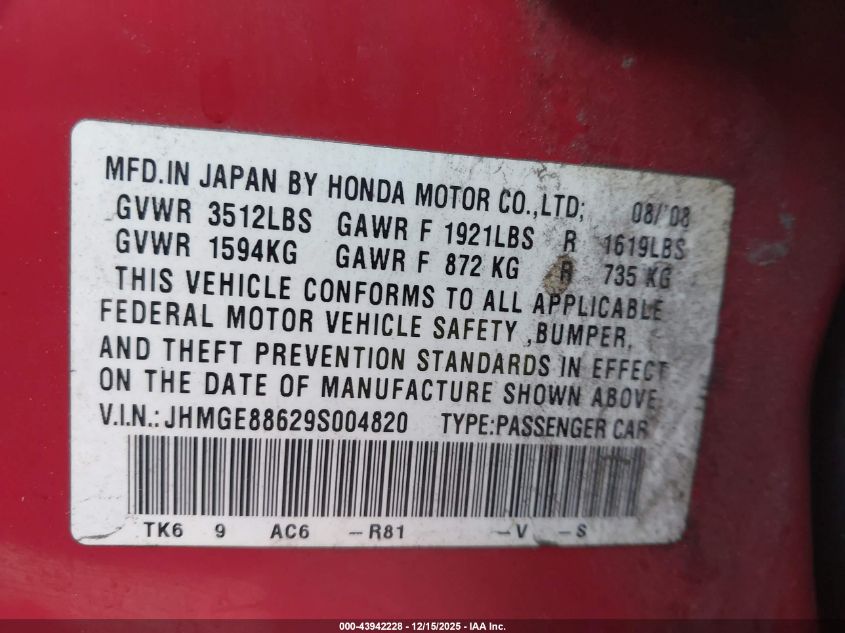 MFD.IN JAPAN BY HONDA MOTOR CO.,LTD; 08/'08
GVWR 3512LBS GAWR F 1921LBS R 1619LBS
GVWR 1594KG GAWR F 872 KG R 735 KG
THIS VEHICLE CONFORMS TO ALL APPLICABLE
FEDERAL MOTOR VEHICLE SAFETY ,BUMPER,
AND THEFT PREVENTION STANDARDS IN EFFECT
ON THE DATE OF MANUFACTURE SHOWN ABOVE.
V.I.N.: JHMGE88629S004820 TYPE:PASSENGER CAR
TK6 9 AC6 -R81 -V -S
000-43942228 - 12/15/2025 - IAA Inc.